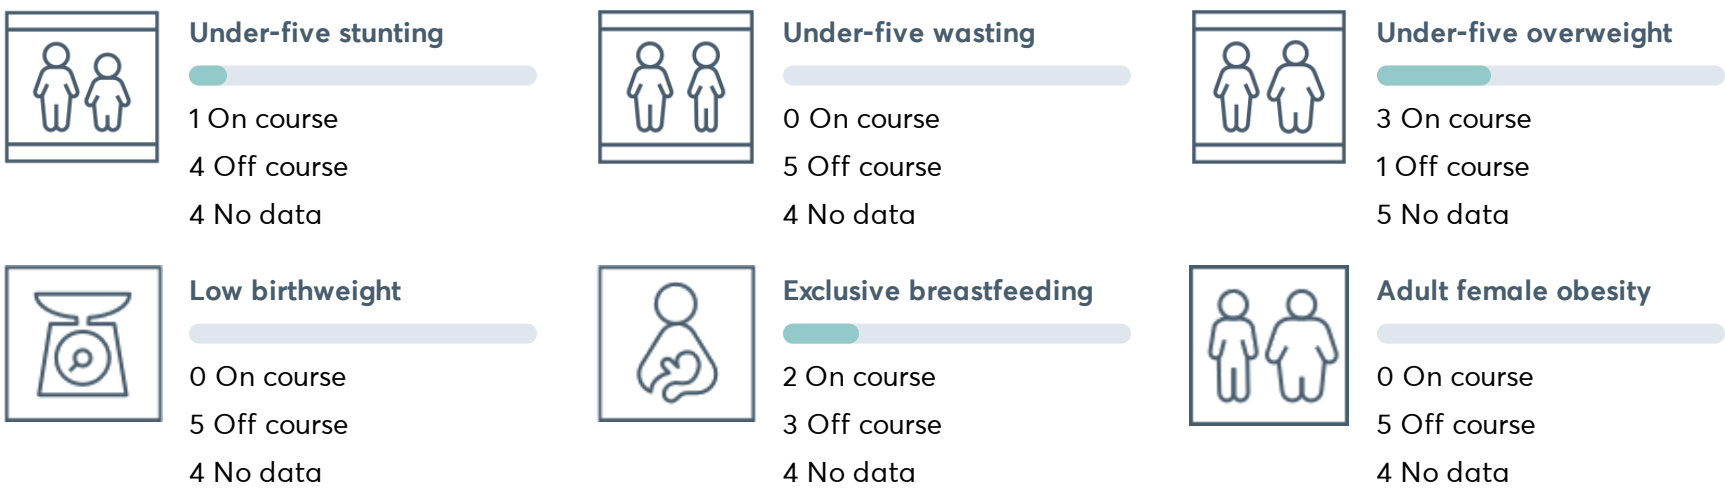 Under-five stunting
1 On course
4 Off course
4 No data
Under-five wasting
0 On course
5 Off course
4 No data
Under-five overweight
3 On course
1 Off course
5 No data
Low birthweight
0 On course
5 Off course
4 No data
Exclusive breastfeeding
2 On course
3 Off course
4 No data
Adult female obesity
0 On course
5 Off course
4 No data